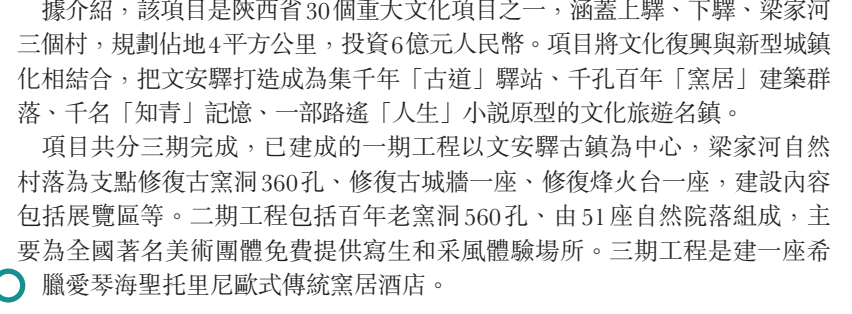 據介紹，該項目是陝西省30個重大文化項目之一，涵蓋上驛、下驛、梁家河
三個村，規劃佔地4平方公里，投資6億元人民幣。項目將文化復興與新型城鎮
化相結合，把文安驛打造成為集千年「古道」驛站、千孔百年「窰居」建築群
落、千名「知青」記憶、一部路遙「人生」小説原型的文化旅遊名鎮。
項目共分三期完成，已建成的一期工程以文安驛古鎮為中心，梁家河自然
村落為支點修復古窰洞360孔、修復古城牆一座、修復烽火台一座，建設內容
包括展覽區等。二期工程包括百年老窰洞560孔、由51座自然院落組成，主
要為全國著名美術團體免費提供寫生和采風體驗場所。三期工程是建一座希
臘愛琴海聖托里尼歐式傳統窰居酒店。